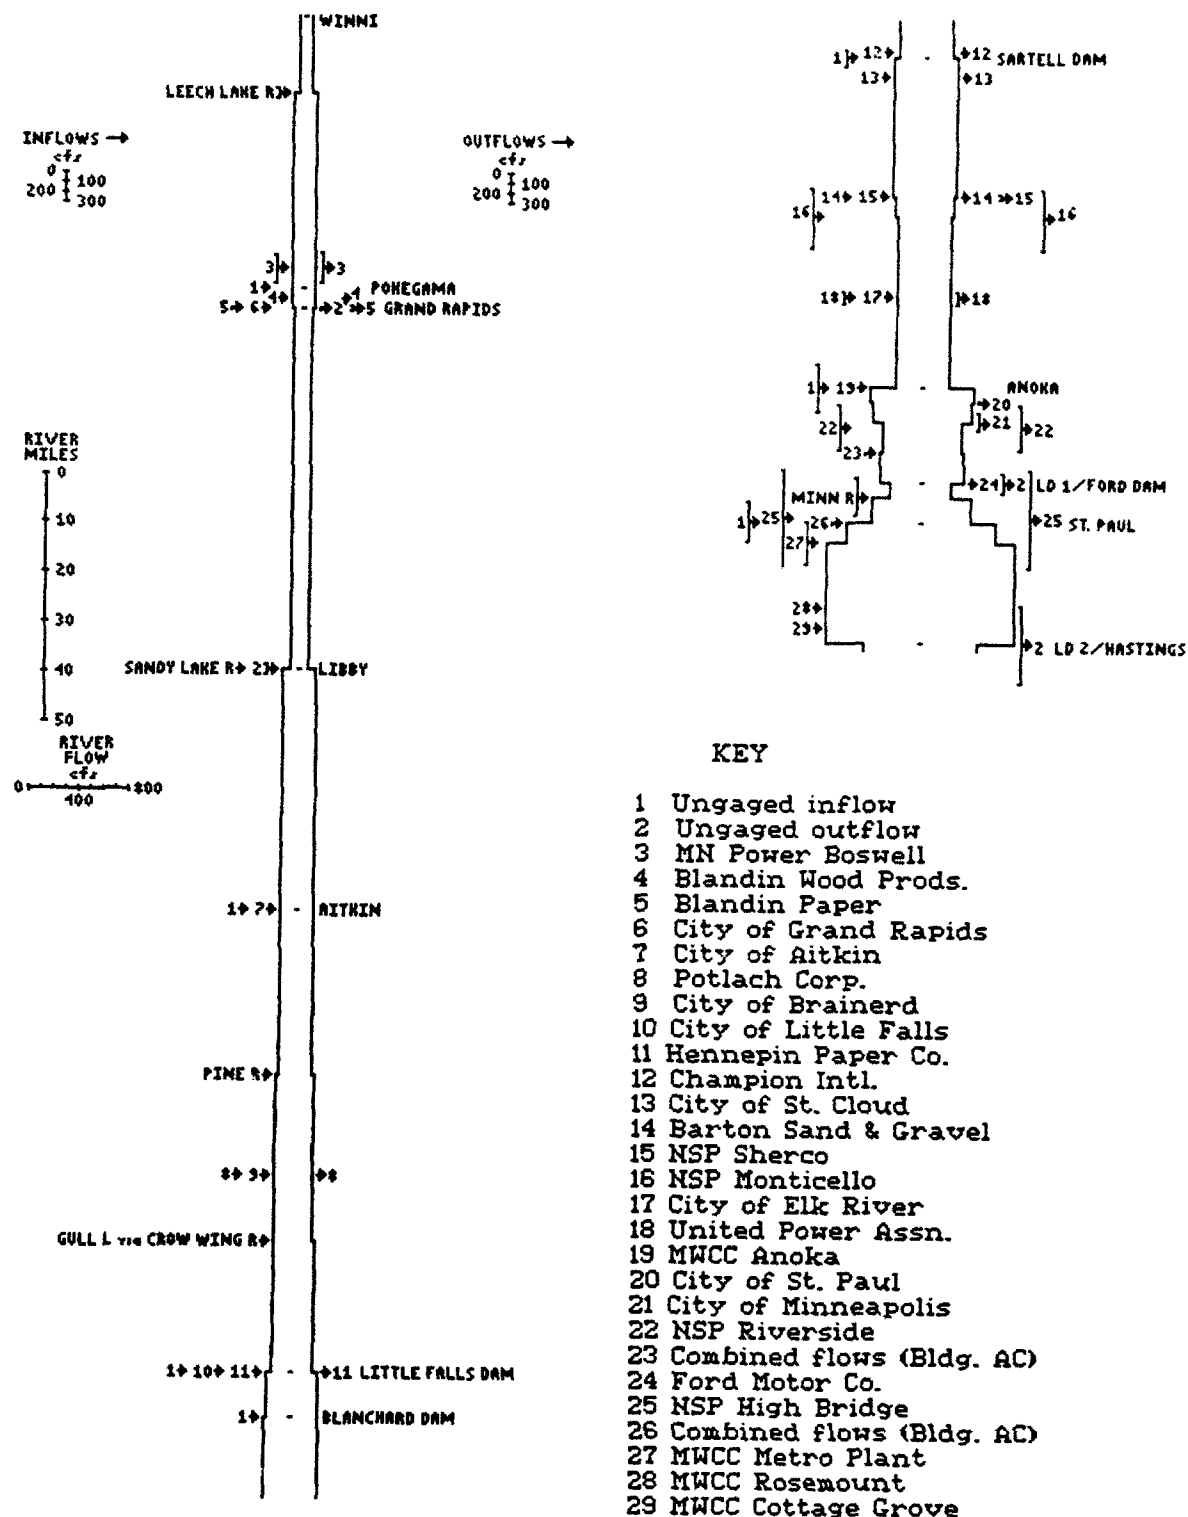 WINNI
LEECH LAKE R
INFLOWS
cfs
0
100
200
300
OUTFLOWS
cfs
0
100
200
300
3
3
1
POKEGAMA
4
4
5
6
2
5
GRAND RAPIDS
RIVER
MILES
0
10
20
30
40
50
SANDY LAKE R
2
LIBBY
RIVER
FLOW
cfs
0
400
800
1
7
AITKIN
PINE R
8
9
8
GULL L via CROW WING R
1
10
11
11
LITTLE FALLS DAM
1
BLANCHARD DAM
1
12
12
SARTELL DAM
13
13
14
15
14
15
16
16
18
17
18
1
19
ANOKA
20
22
21
22
23
MINN R
24
2
LD 1/FORD DAM
1
25
26
25
ST. PAUL
27
28
29
2
LD 2/HASTINGS
KEY
1 Ungaged inflow
2 Ungaged outflow
3 MN Power Boswell
4 Blandin Wood Prods.
5 Blandin Paper
6 City of Grand Rapids
7 City of Aitkin
8 Potlach Corp.
9 City of Brainerd
10 City of Little Falls
11 Hennepin Paper Co.
12 Champion Intl.
13 City of St. Cloud
14 Barton Sand & Gravel
15 NSP Sherco
16 NSP Monticello
17 City of Elk River
18 United Power Assn.
19 MWCC Anoka
20 City of St. Paul
21 City of Minneapolis
22 NSP Riverside
23 Combined flows (Bldg. AC)
24 Ford Motor Co.
25 NSP High Bridge
26 Combined flows (Bldg. AC)
27 MWCC Metro Plant
28 MWCC Rosemount
29 MWCC Cottage Grove